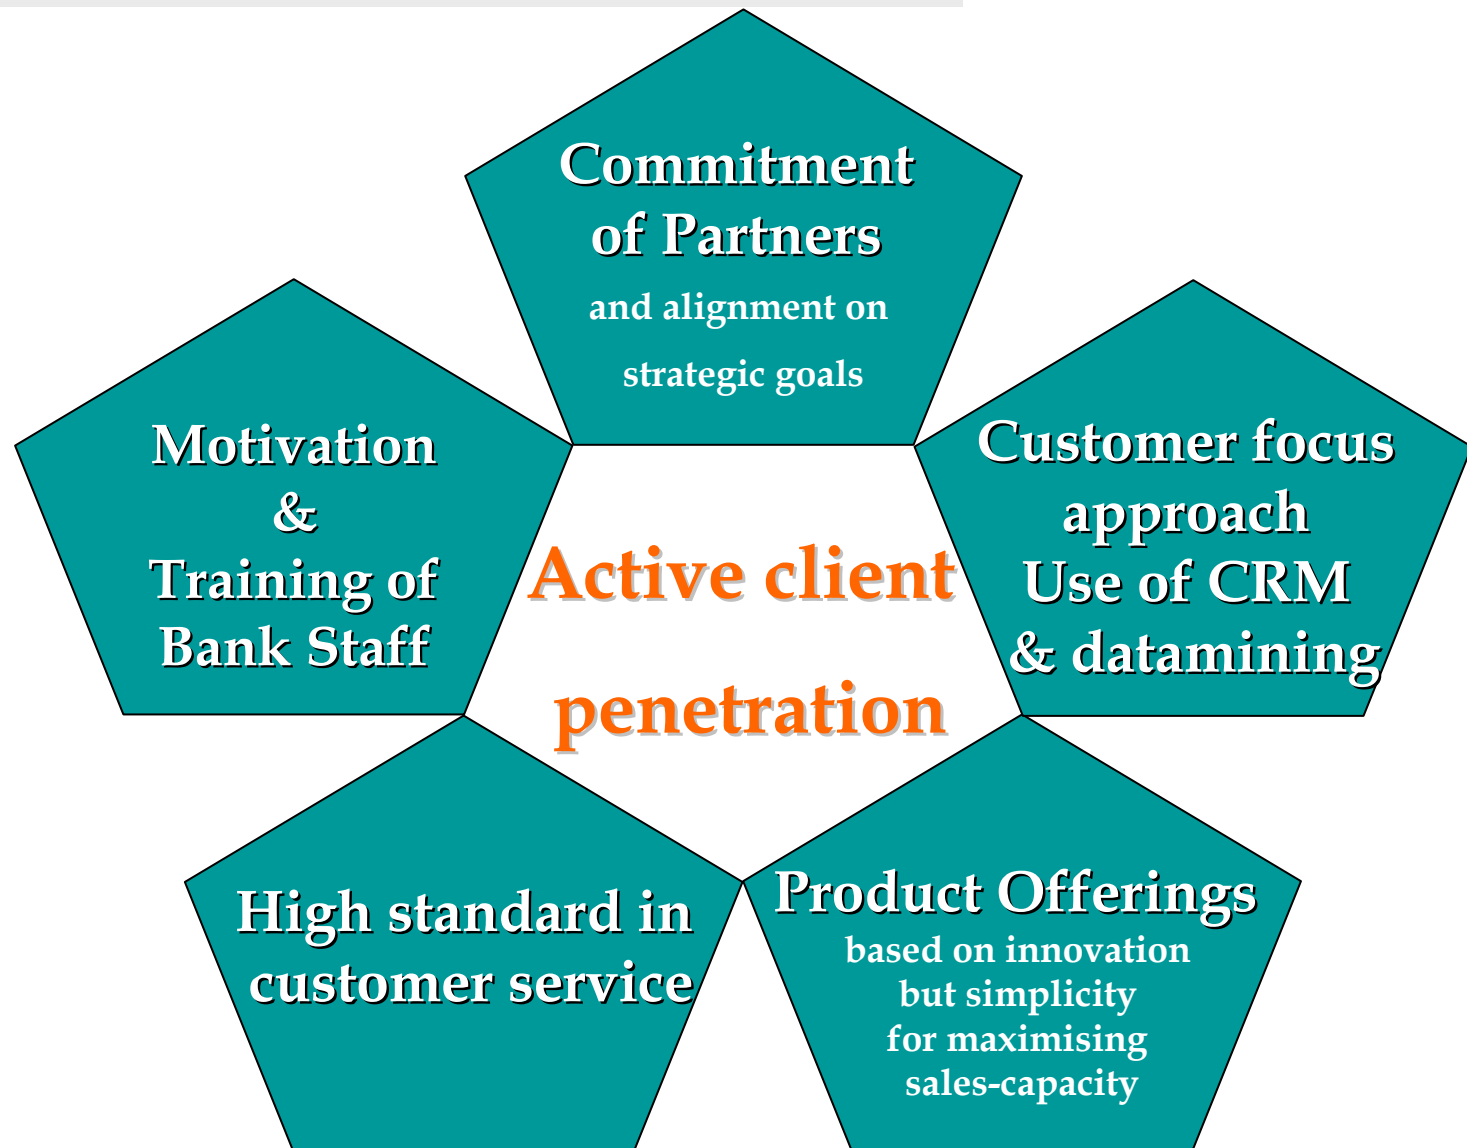 Commitment
of Partners
and alignment on
strategic goals
Motivation
&
Training of
Bank Staff
Customer focus
approach
Use of CRM
& datamining
Active client
penetration
High standard in
customer service
Product Offerings
based on innovation
but simplicity
for maximising
sales-capacity